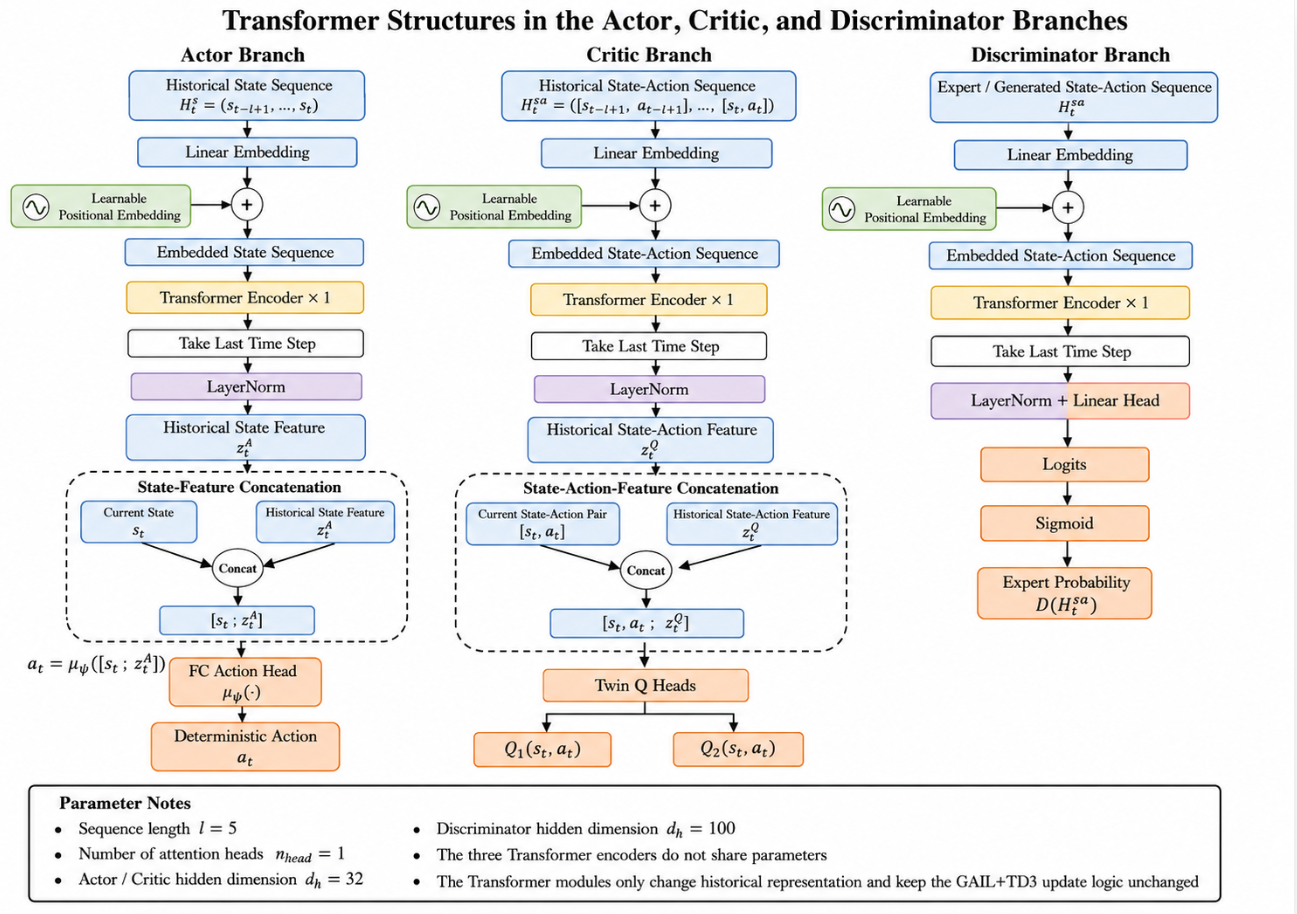 Transformer Structures in the Actor, Critic, and Discriminator Branches
Actor Branch
Historical State Sequence
H_t^s = (s_{t−l+1}, ..., s_t)
Linear Embedding
Learnable
Positional Embedding
+
Embedded State Sequence
Transformer Encoder × 1
Take Last Time Step
LayerNorm
Historical State Feature
z_t^A
State-Feature Concatenation
Current State
s_t
Historical State Feature
z_t^A
Concat
[s_t ; z_t^A]
a_t = μ_ψ([s_t ; z_t^A])
FC Action Head
μ_ψ(·)
Deterministic Action
a_t
Critic Branch
Historical State-Action Sequence
H_t^{sa} = ([s_{t−l+1}, a_{t−l+1}], ..., [s_t, a_t])
Linear Embedding
Learnable
Positional Embedding
+
Embedded State-Action Sequence
Transformer Encoder × 1
Take Last Time Step
LayerNorm
Historical State-Action Feature
z_t^Q
State-Action-Feature Concatenation
Current State-Action Pair
[s_t, a_t]
Historical State-Action Feature
z_t^Q
Concat
[s_t, a_t ; z_t^Q]
Twin Q Heads
Q_1(s_t, a_t)
Q_2(s_t, a_t)
Discriminator Branch
Expert / Generated State-Action Sequence
H_t^{sa}
Linear Embedding
Learnable
Positional Embedding
+
Embedded State-Action Sequence
Transformer Encoder × 1
Take Last Time Step
LayerNorm + Linear Head
Logits
Sigmoid
Expert Probability
D(H_t^{sa})
Parameter Notes
• Sequence length l = 5
• Number of attention heads n_{head} = 1
• Actor / Critic hidden dimension d_h = 32
• Discriminator hidden dimension d_h = 100
• The three Transformer encoders do not share parameters
• The Transformer modules only change historical representation and keep the GAIL+TD3 update logic unchanged